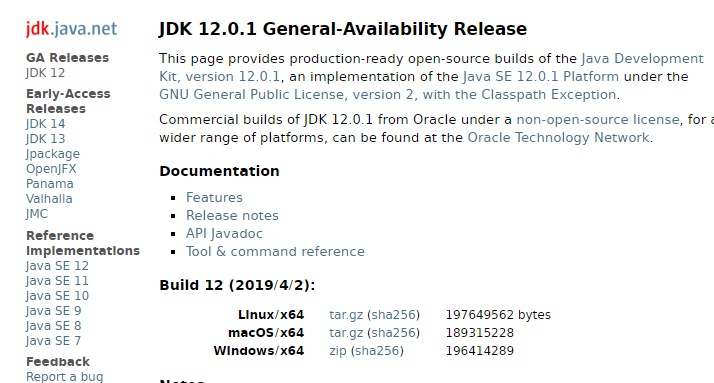 jdk.java.net
GA Releases
JDK 12
Early-Access
Releases
JDK 14
JDK 13
Jpackage
OpenJFX
Panama
Valhalla
JMC
Reference
Implementations
Java SE 12
Java SE 11
Java SE 10
Java SE 9
Java SE 8
Java SE 7
Feedback
Report a bug
JDK 12.0.1 General-Availability Release
This page provides production-ready open-source builds of the Java Development
Kit, version 12.0.1, an implementation of the Java SE 12.0.1 Platform under the
GNU General Public License, version 2, with the Classpath Exception.
Commercial builds of JDK 12.0.1 from Oracle under a non-open-source license, for a
wider range of platforms, can be found at the Oracle Technology Network.
Documentation
Features
Release notes
API Javadoc
Tool & command reference
Build 12 (2019/4/2):
Linux/x64 tar.gz (sha256) 197649562 bytes
macOS/x64 tar.gz (sha256) 189315228
Windows/x64 zip (sha256) 196414289